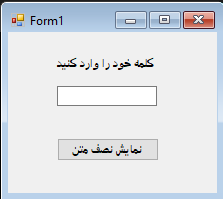 Form1
کلمه خود را وارد کنید
نمایش نصف متن